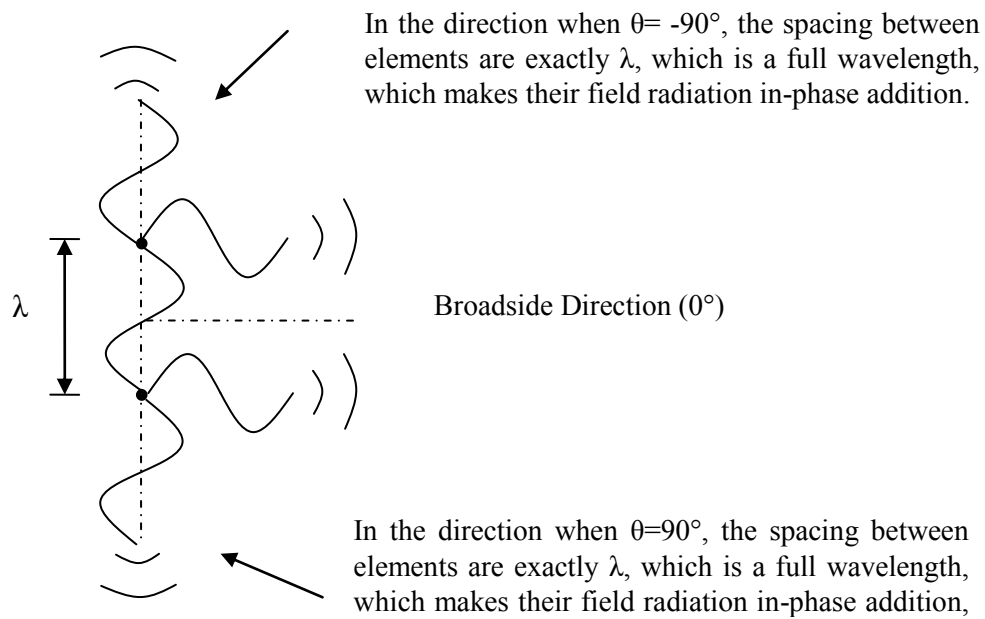 In the direction when θ= -90°, the spacing between
elements are exactly λ, which is a full wavelength,
which makes their field radiation in-phase addition.
λ
Broadside Direction (0°)
In the direction when θ=90°, the spacing between
elements are exactly λ, which is a full wavelength,
which makes their field radiation in-phase addition,